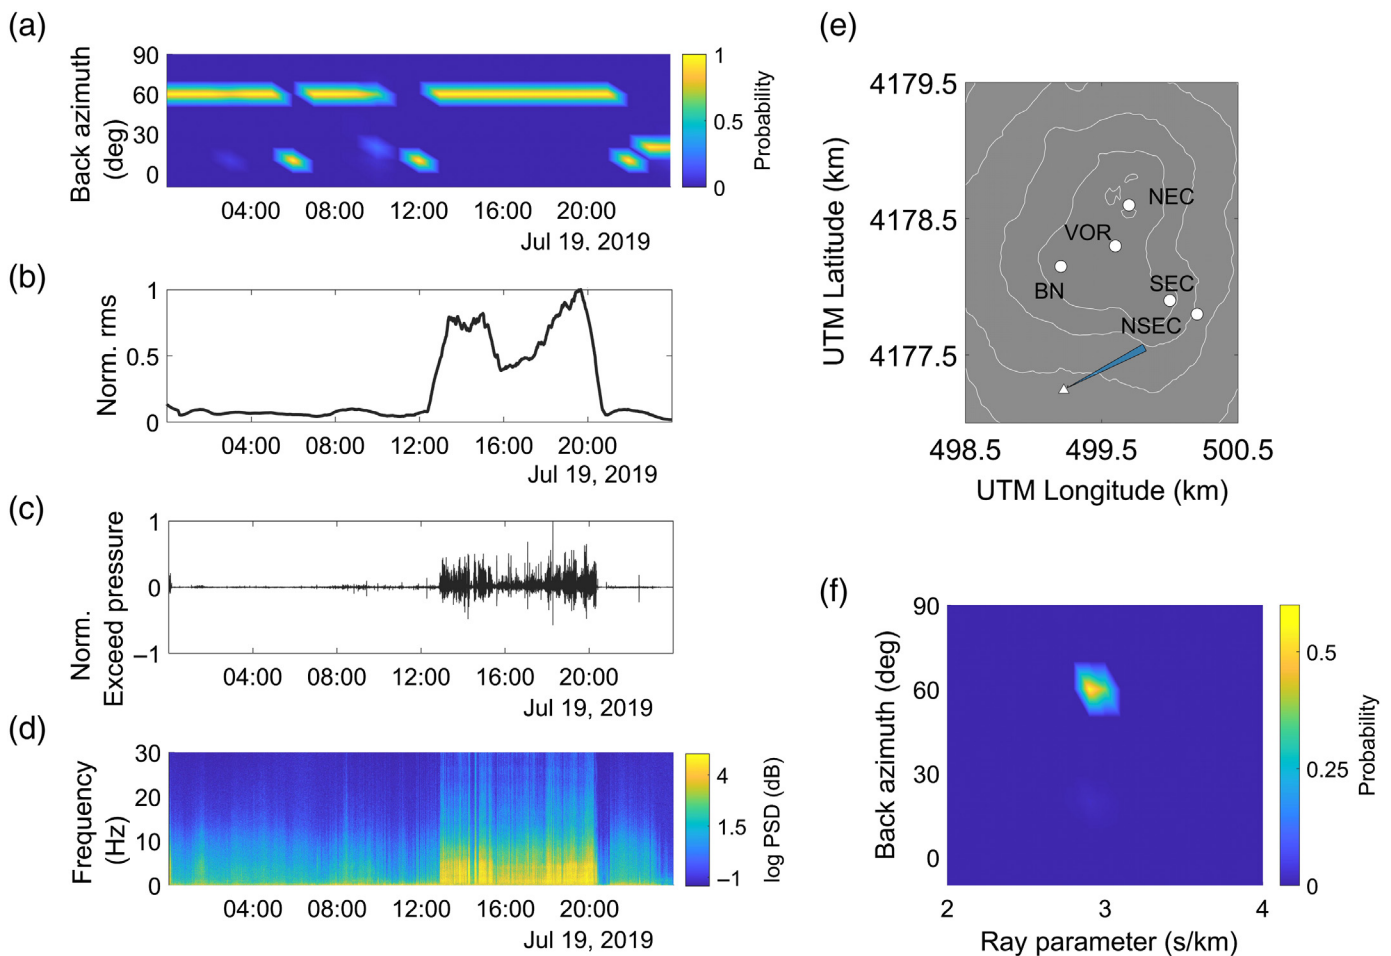 (a)
Back azimuth
(deg)
90
60
30
0
04:00 08:00 12:00 16:00 20:00
Jul 19. 2019
1
0.5
0
Probability
(b)
Norm. rms
1
0.5
0
04:00 08:00 12:00 16:00 20:00
Jul 19, 2019
(c)
Norm.
Exceed pressure
1
0
−1
04:00 08:00 12:00 16:00 20:00
Jul 19, 2019
(d)
Frequency
(Hz)
30
20
10
0
04:00 08:00 12:00 16:00 20:00
Jul 19, 2019
4
1.5
−1
log PSD (dB)
(e)
UTM Latitude (km)
4179.5
4178.5
4177.5
NEC
VOR
BN
SEC
NSEC
498.5 499.5 500.5
UTM Longitude (km)
(f)
Back azimuth (deg)
90
60
30
0
2 3 4
Ray parameter (s/km)
0.5
0.25
0
Probability